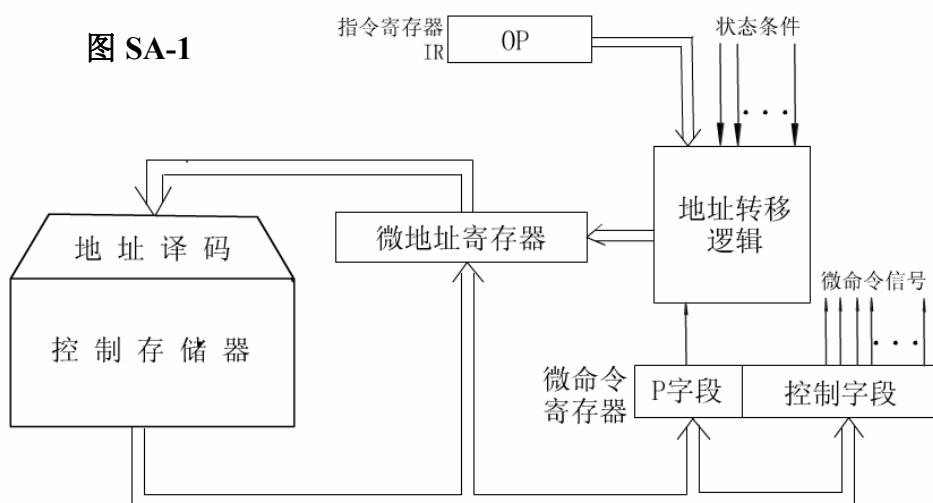 图 SA-1
指令寄存器
IR
OP
状态条件
地址转移
逻辑
微地址寄存器
地址译码
控制存储器
微命令信号
微命令
寄存器
P字段
控制字段